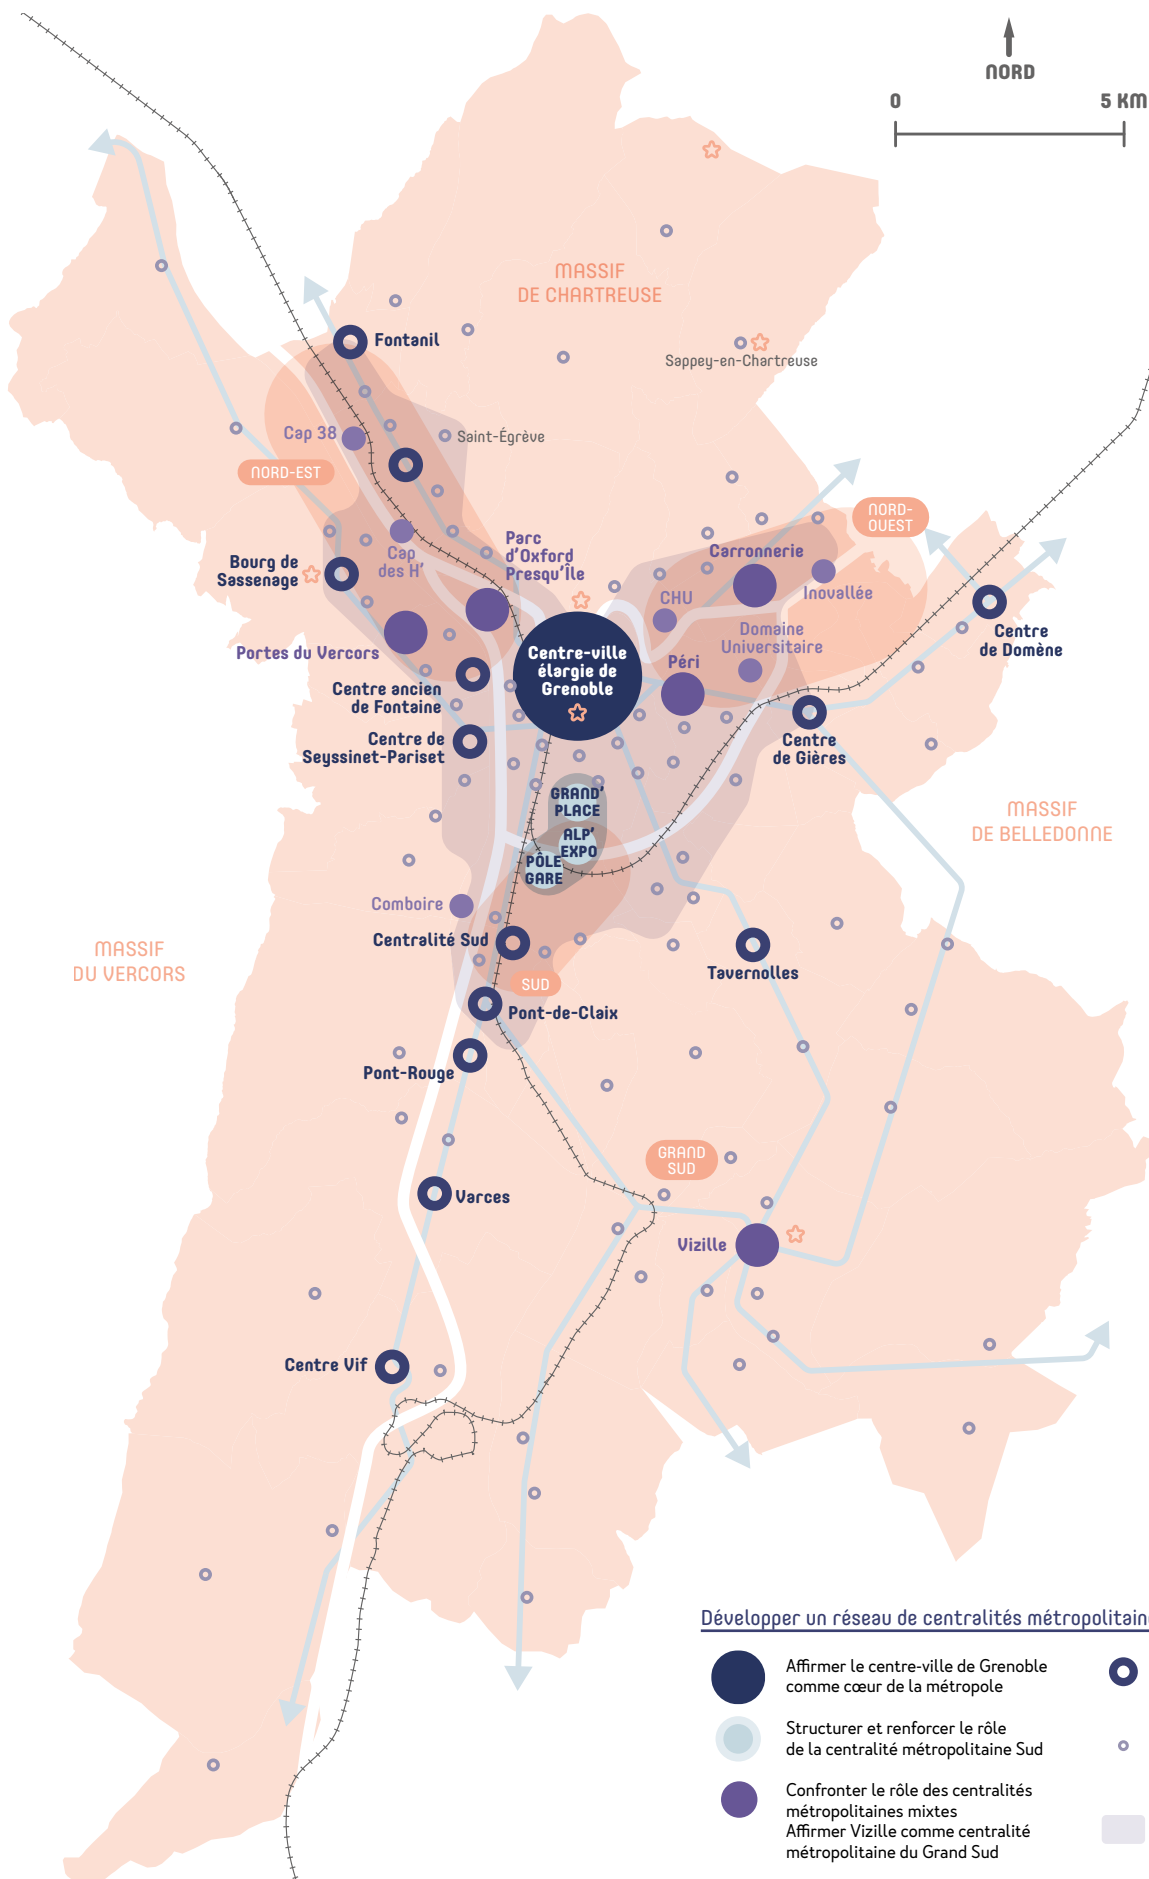 NORD
0
5 KM
MASSIF
DE CHARTREUSE
Fontanil
Sappey-en-Chartreuse
Cap 38
Saint-Égrève
NORD-EST
NORD-
OUEST
Parc
d'Oxford
Presqu'Île
Cap
des H'
Bourg de
Sassenage
Carronnerie
Inovallée
CHU
Domaine
Universitaire
Centre
de Domène
Portes du Vercors
Centre-ville
élargie de
Grenoble
Péri
Centre ancien
de Fontaine
Centre de
Seyssinet-Pariset
Centre
de Gières
GRAND'
PLACE
ALP'
EXPO
PÔLE
GARE
MASSIF
DE BELLEDONNE
Comboire
Centralité Sud
MASSIF
DU VERCORS
Tavernolles
SUD
Pont-de-Claix
Pont-Rouge
GRAND
SUD
Varces
Vizille
Centre Vif
Développer un réseau de centralités métropolitaine
Affirmer le centre-ville de Grenoble
comme cœur de la métropole
Structurer et renforcer le rôle
de la centralité métropolitaine Sud
Confronter le rôle des centralités
métropolitaines mixtes
Affirmer Vizille comme centralité
métropolitaine du Grand Sud